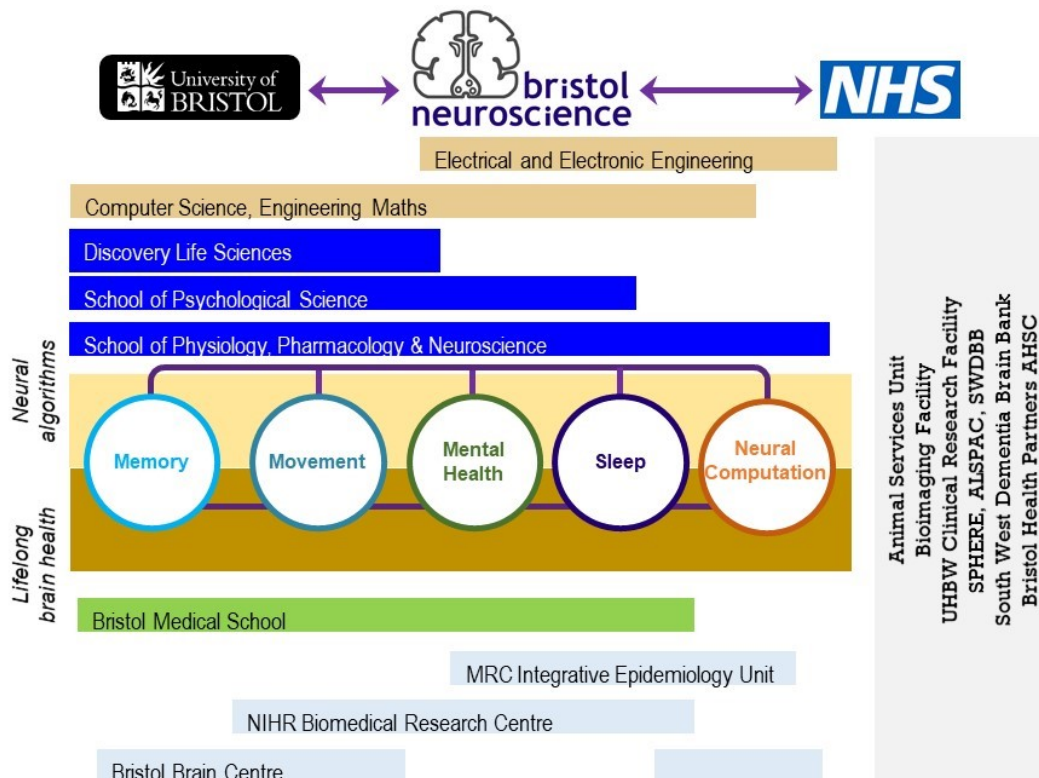 University of
BRISTOL
bristol
neuroscience
NHS
Electrical and Electronic Engineering
Computer Science, Engineering Maths
Discovery Life Sciences
School of Psychological Science
School of Physiology, Pharmacology & Neuroscience
Neural
algorithms
Memory
Movement
Mental
Health
Sleep
Neural
Computation
Lifelong
brain health
Bristol Medical School
MRC Integrative Epidemiology Unit
NIHR Biomedical Research Centre
Bristol Brain Centre
Animal Services Unit
Bioimaging Facility
UHBW Clinical Research Facility
SPHERE, ALSPAC, SWDBB
South West Dementia Brain Bank
Bristol Health Partners AHSC